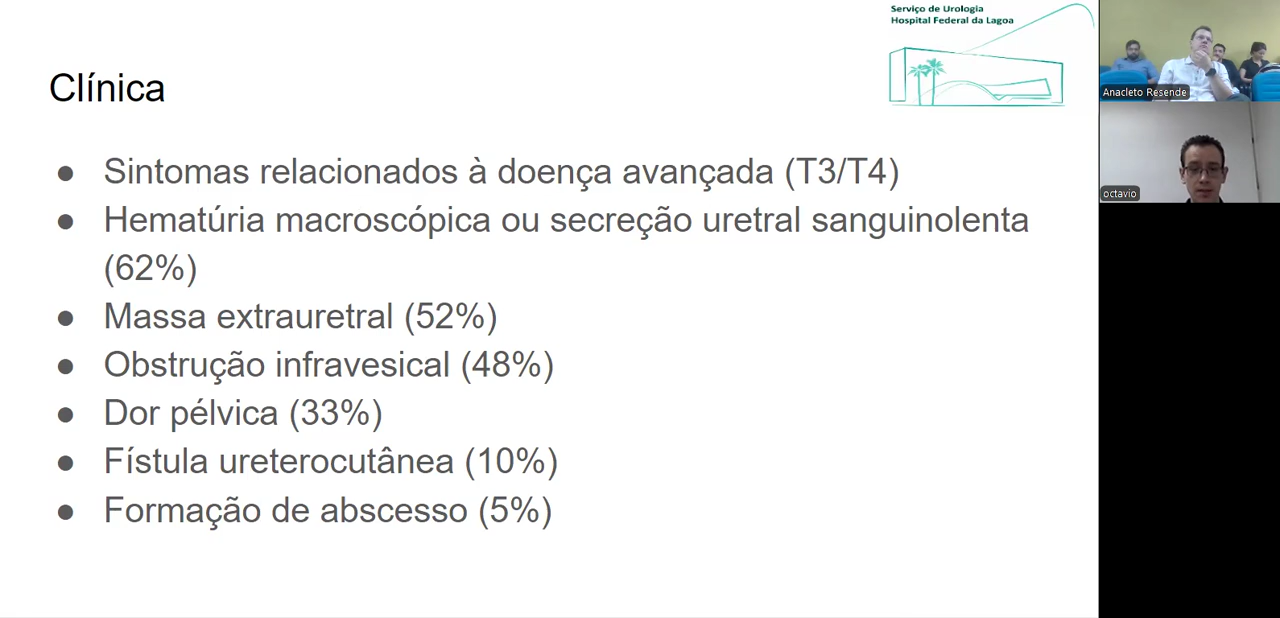 Serviço de Urologia
Hospital Federal da Lagoa
Clínica
● Sintomas relacionados à doença avançada (T3/T4)
● Hematúria macroscópica ou secreção uretral sanguinolenta
(62%)
● Massa extrauretral (52%)
● Obstrução infravesical (48%)
● Dor pélvica (33%)
● Fístula ureterocutânea (10%)
● Formação de abscesso (5%)
Anacleto Resende
octavio